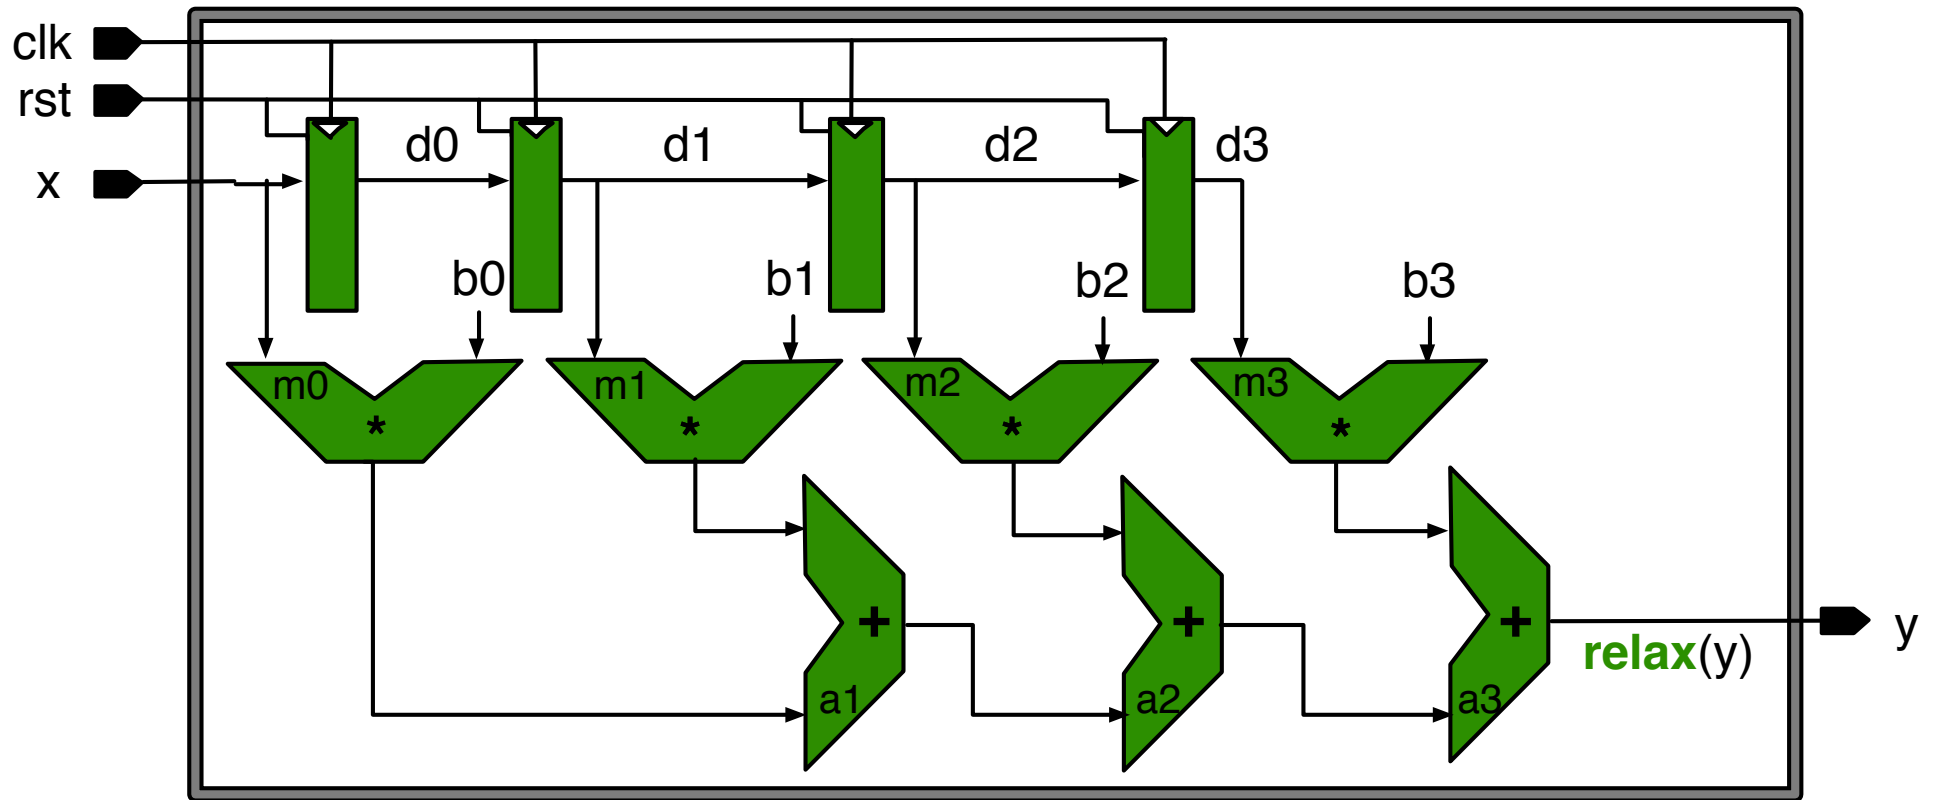 clk
rst
x
d0
d1
d2
d3
b0
b1
b2
b3
m0
m1
m2
m3
*
*
*
*
+
+
+
a1
a2
a3
relax(y)
y